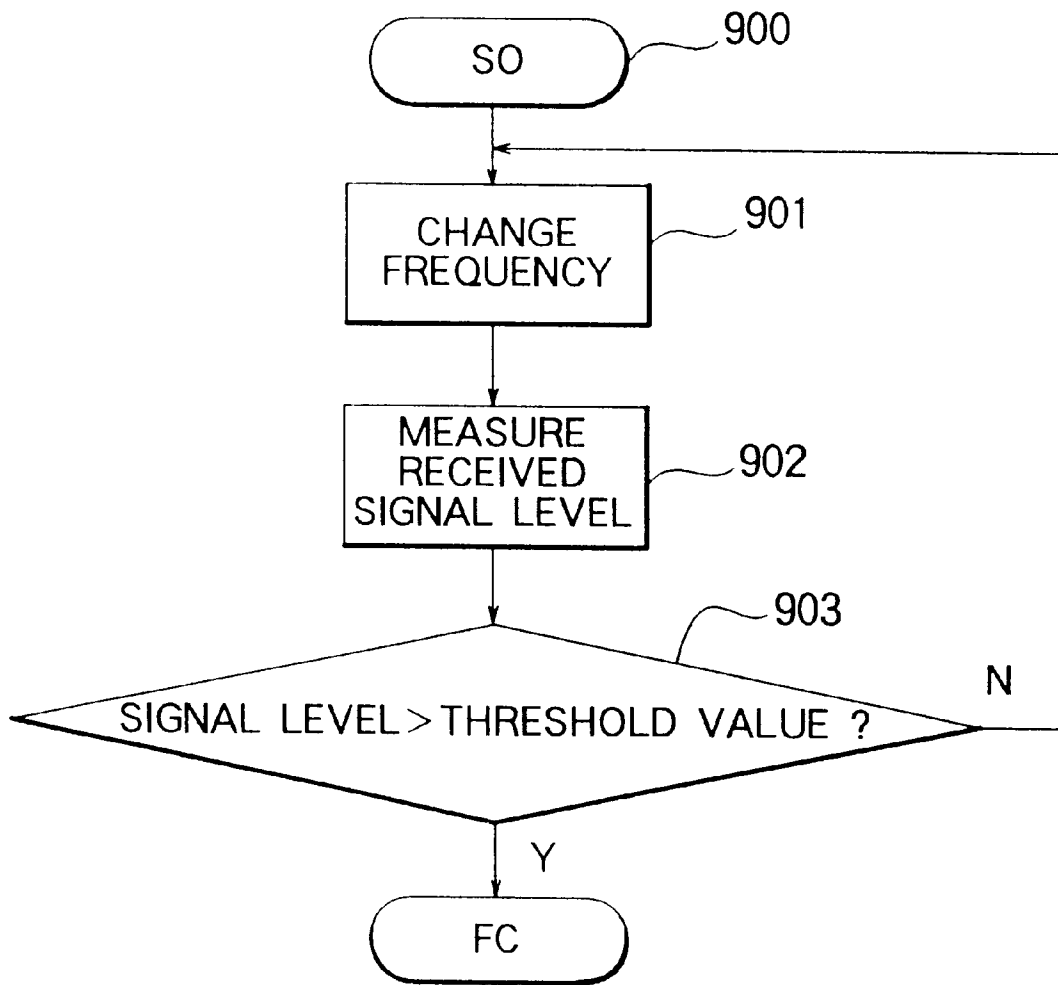 SO
900
CHANGE
FREQUENCY
901
MEASURE
RECEIVED
SIGNAL LEVEL
902
903
SIGNAL LEVEL > THRESHOLD VALUE ?
N
Y
FC